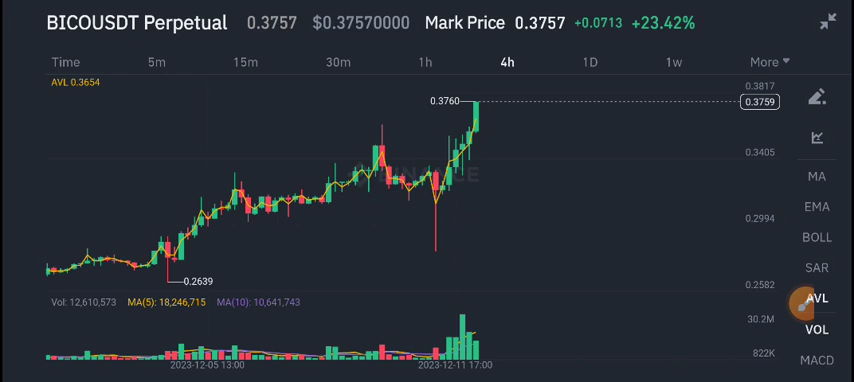 BICOUSDT Perpetual 0.3757 $0.37570000 Mark Price 0.3757 +0.0713 +23.42%
Time 5m 15m 30m 1h 4h 1D 1w More
AVL 0.3654
0.3817
0.3760
0.3759
0.3405
0.2994
0.2639
0.2582
MA
EMA
BOLL
SAR
AVL
VOL
MACD
BINANCE
Vol: 12,610,573 MA(5): 18,246,715 MA(10): 10,641,743
30.2M
822K
2023-12-05 13:00 2023-12-11 17:00